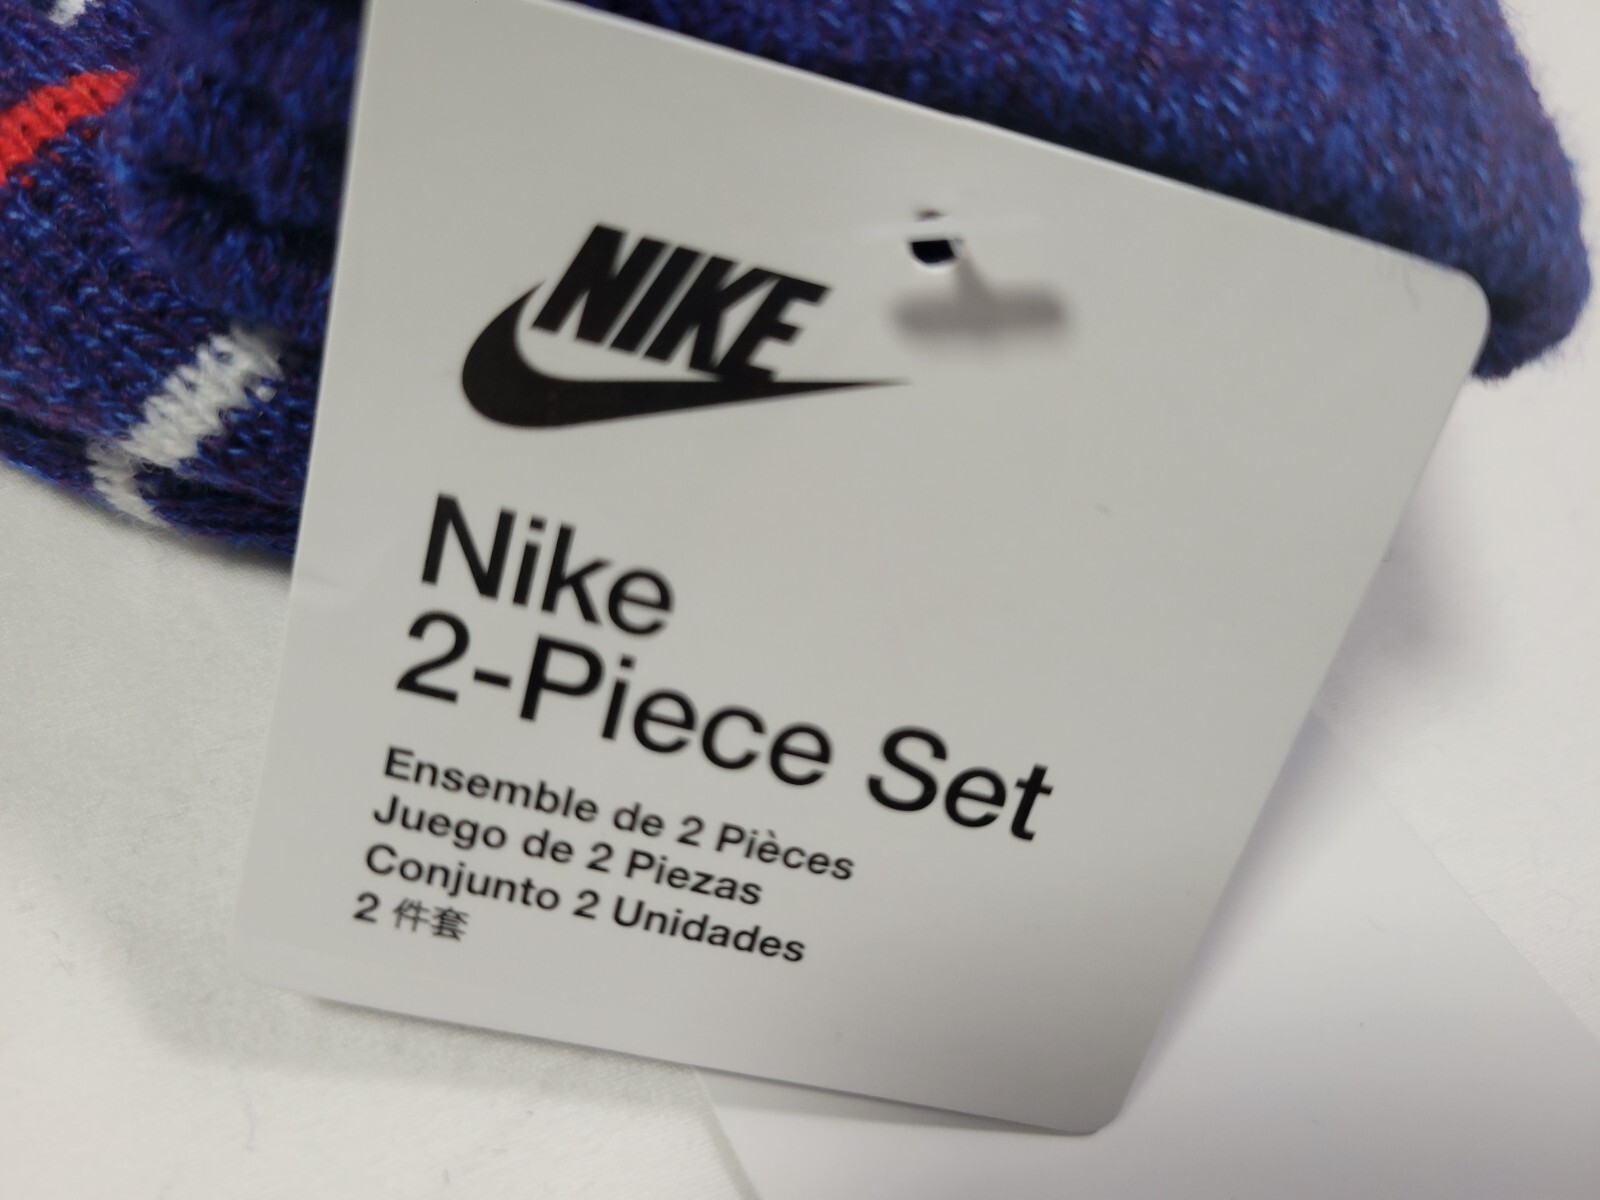 NIKE
Nike
2-Piece Set
Ensemble de 2 Pièces
Juego de 2 Piezas
Conjunto 2 Unidades
2 件套